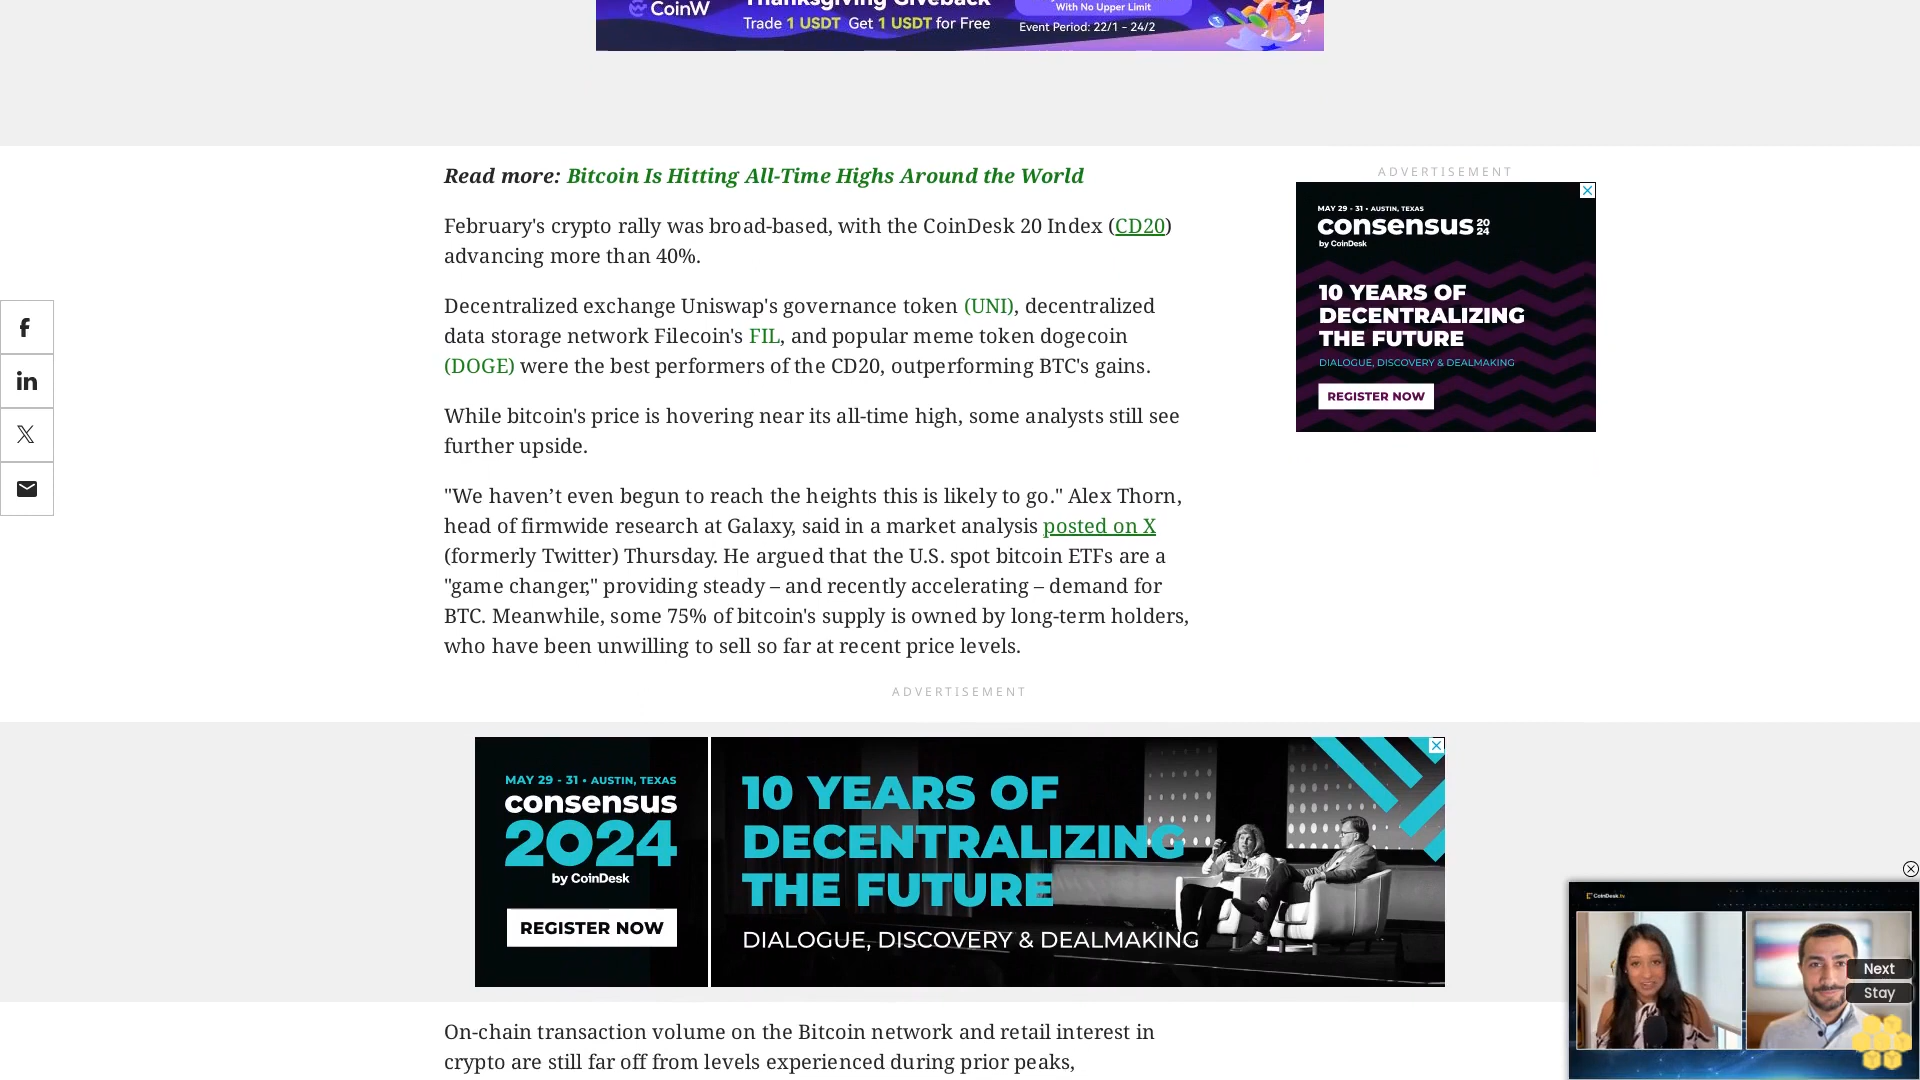 CoinW
Thanksgiving Giveback
With No Upper Limit
Trade 1 USDT Get 1 USDT for Free
Event Period: 22/1 – 24/2
Read more: Bitcoin Is Hitting All-Time Highs Around the World
February's crypto rally was broad-based, with the CoinDesk 20 Index (CD20)
advancing more than 40%.
Decentralized exchange Uniswap's governance token (UNI), decentralized
data storage network Filecoin's FIL, and popular meme token dogecoin
(DOGE) were the best performers of the CD20, outperforming BTC's gains.
While bitcoin's price is hovering near its all-time high, some analysts still see
further upside.
"We haven’t even begun to reach the heights this is likely to go." Alex Thorn,
head of firmwide research at Galaxy, said in a market analysis posted on X
(formerly Twitter) Thursday. He argued that the U.S. spot bitcoin ETFs are a
"game changer," providing steady – and recently accelerating – demand for
BTC. Meanwhile, some 75% of bitcoin's supply is owned by long-term holders,
who have been unwilling to sell so far at recent price levels.
ADVERTISEMENT
MAY 29 - 31 • AUSTIN, TEXAS
consensus 2024
by CoinDesk
10 YEARS OF
DECENTRALIZING
THE FUTURE
DIALOGUE, DISCOVERY & DEALMAKING
REGISTER NOW
ADVERTISEMENT
MAY 29 - 31 • AUSTIN, TEXAS
consensus
2024
by CoinDesk
REGISTER NOW
10 YEARS OF
DECENTRALIZING
THE FUTURE
DIALOGUE, DISCOVERY & DEALMAKING
CoinDesk.tv
Next
Stay
On-chain transaction volume on the Bitcoin network and retail interest in
crypto are still far off from levels experienced during prior peaks,